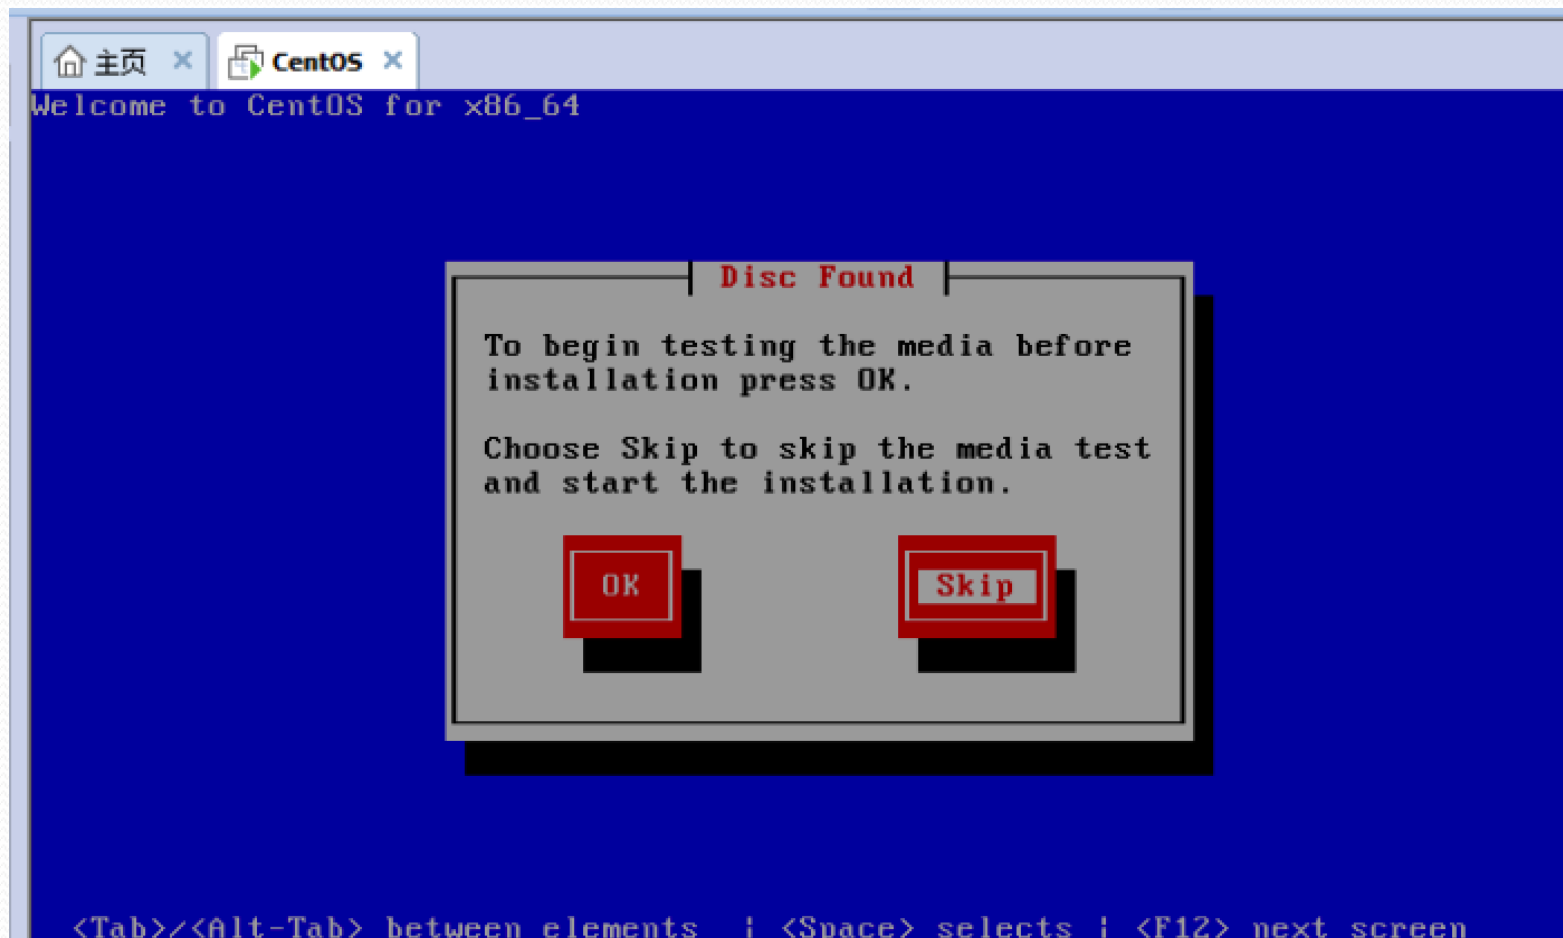 主页
CentOS
Welcome to CentOS for x86_64
Disc Found
To begin testing the media before
installation press OK.
Choose Skip to skip the media test
and start the installation.
OK
Skip
<Tab>/<Alt-Tab> between elements | <Space> selects | <F12> next screen